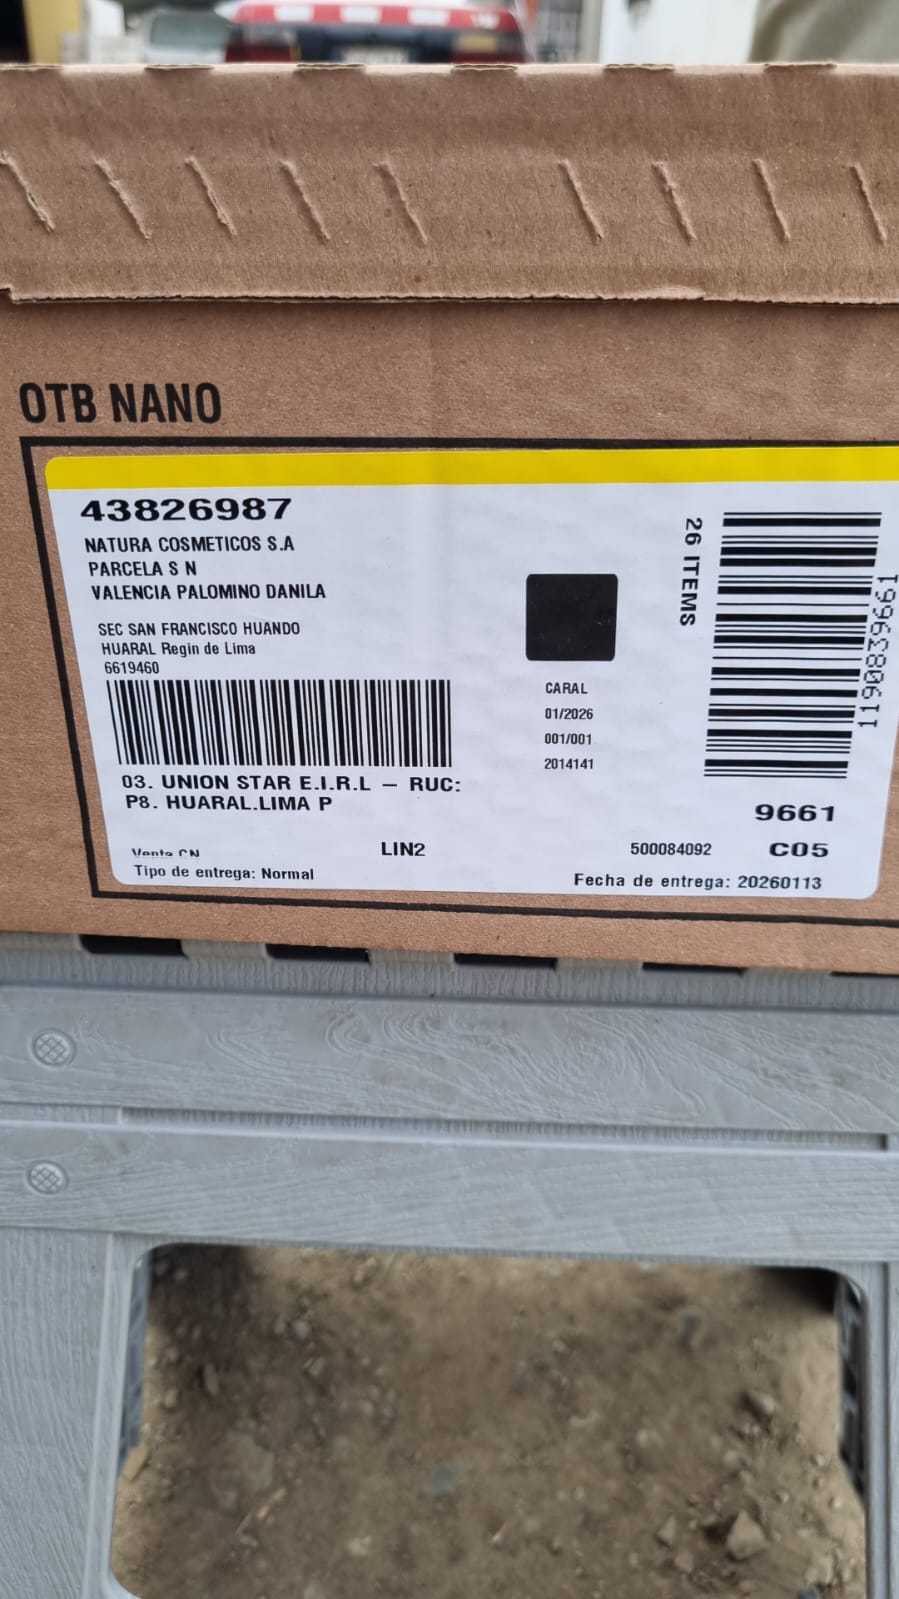 OTB NANO
43826987
NATURA COSMETICOS S.A
PARCELA S N
VALENCIA PALOMINO DANILA
SEC SAN FRANCISCO HUANDO
HUARAL Regin de Lima
6619460
03. UNION STAR E.I.R.L – RUC:
P8. HUARAL.LIMA P
Venta CN
LIN2
Tipo de entrega: Normal
CARAL
01/2026
001/001
2014141
26 ITEMS
1190839661
9661
500084092
C05
Fecha de entrega: 20260113